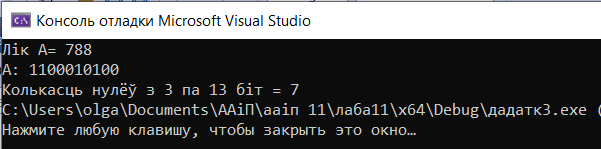 Консоль отладки Microsoft Visual Studio
Лік A= 788
A: 1100010100
Колькасць нулёў з 3 па 13 біт = 7
C:\Users\olga\Documents\ААіП\ааіп 11\лаба11\x64\Debug\дадатк3.exe (
Нажмите любую клавишу, чтобы закрыть это окно…